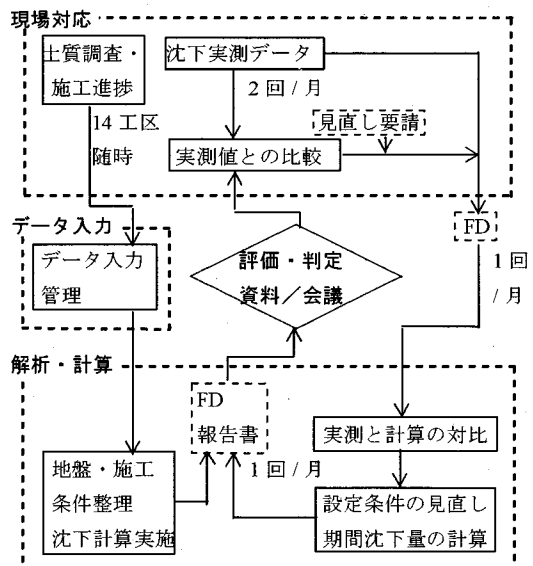 現場対応
土質調査・
施工進捗
沈下実測データ
2回/月
見直し要請
14工区
随時
実測値との比較
データ入力
データ入力
管理
評価・判定
資料／会議
FD
1回
/月
解析・計算
FD
報告書
実測と計算の対比
1回/月
地盤・施工
条件整理
沈下計算実施
設定条件の見直し
期間沈下量の計算